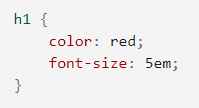 h1 {
    color: red;
    font-size: 5em;
}